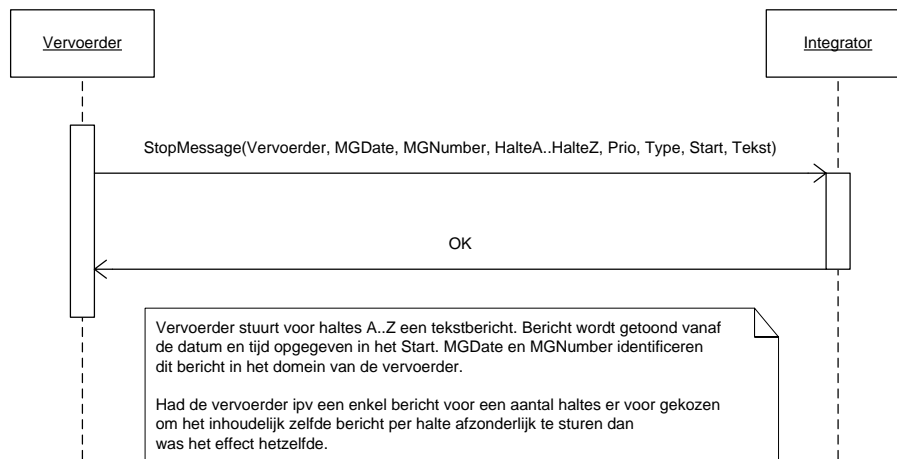 Vervoerder
Integrator
StopMessage(Vervoerder, MGDate, MGNumber, HalteA..HalteZ, Prio, Type, Start, Tekst)
OK
Vervoerder stuurt voor haltes A..Z een tekstbericht. Bericht wordt getoond vanaf
de datum en tijd opgegeven in het Start. MGDate en MGNumber identificeren
dit bericht in het domein van de vervoerder.
Had de vervoerder ipv een enkel bericht voor een aantal haltes er voor gekozen
om het inhoudelijk zelfde bericht per halte afzonderlijk te sturen dan
was het effect hetzelfde.